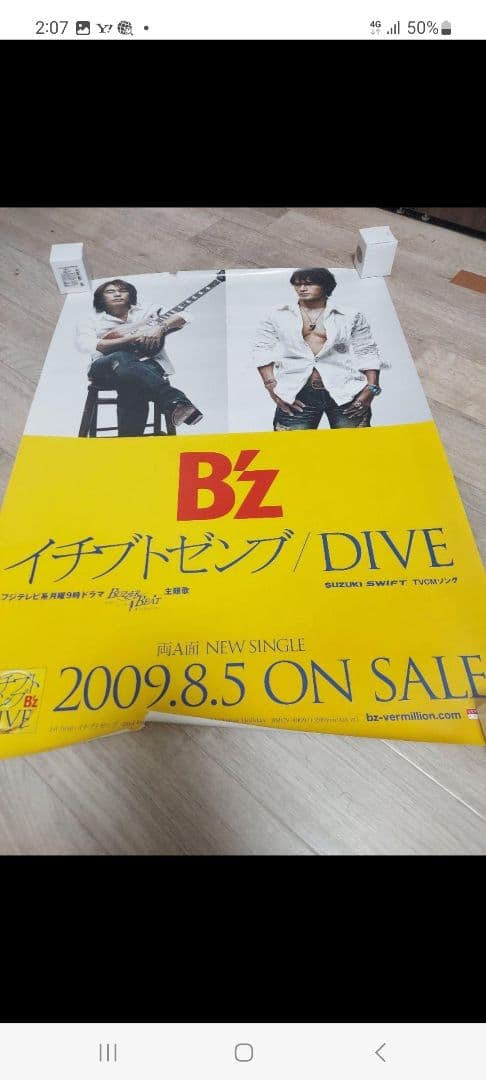 2:07
4G
50%
B'z
イチブトゼンブ/DIVE
フジテレビ系月曜9時ドラマ BUZZER BEAT 主題歌
SUZUKI SWIFT TVCMソング
両A面 NEW SINGLE
2009.8.5 ON SALE
bz-vermillion.com